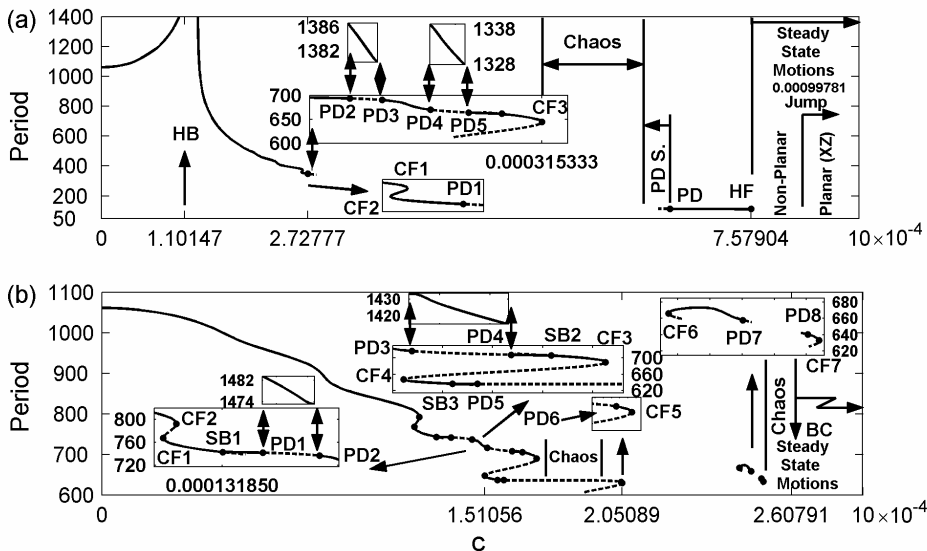 (a)
Period
1400
1200
1000
800
600
400
200
50
1386
1382
1338
1328
HB
700
650
600
PD2
PD3
PD4
PD5
CF3
0.000315333
CF1
CF2
PD1
Chaos
PD S.
PD
HF
Steady
State
Motions
0.00099781
Jump
Non-Planar
Planar (XZ)
0
1.10147
2.72777
7.57904
10×10⁻⁴
(b)
Period
1100
1000
900
800
700
600
1482
1474
800
760
720
CF2
CF1
SB1
PD1
PD2
0.000131850
1430
1420
PD3
PD4
SB2
CF3
CF4
SB3
PD5
700
660
620
PD6
CF5
Chaos
CF6
PD7
PD8
CF7
680
660
640
620
Chaos
BC
Steady
State
Motions
0
1.51056
2.05089
2.60791
10×10⁻⁴
c